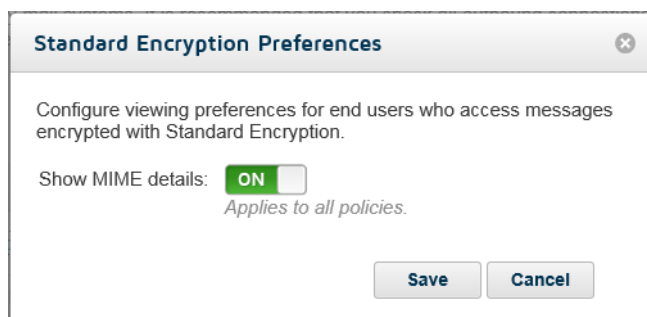 Standard Encryption Preferences
Configure viewing preferences for end users who access messages
encrypted with Standard Encryption.
Show MIME details: ON
Applies to all policies.
Save Cancel